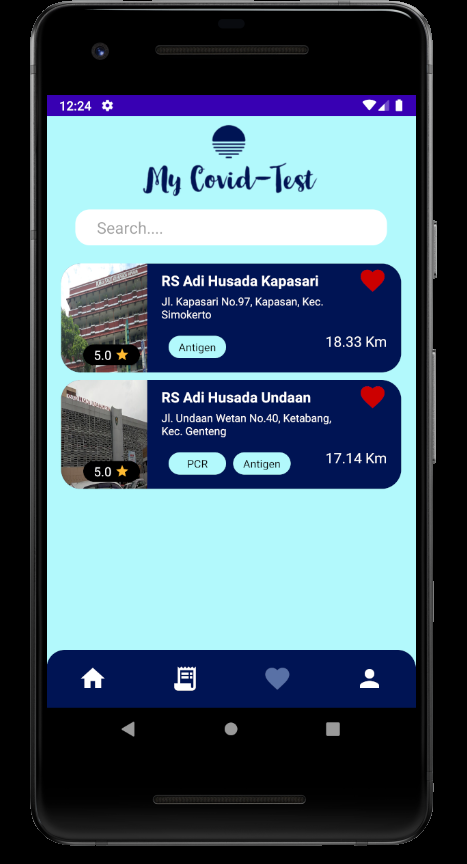 12:24
My Covid-Test
Search....
RS Adi Husada Kapasari
Jl. Kapasari No.97, Kapasan, Kec.
Simokerto
Antigen
18.33 Km
5.0
RS Adi Husada Undaan
Jl. Undaan Wetan No.40, Ketabang,
Kec. Genteng
PCR
Antigen
17.14 Km
5.0